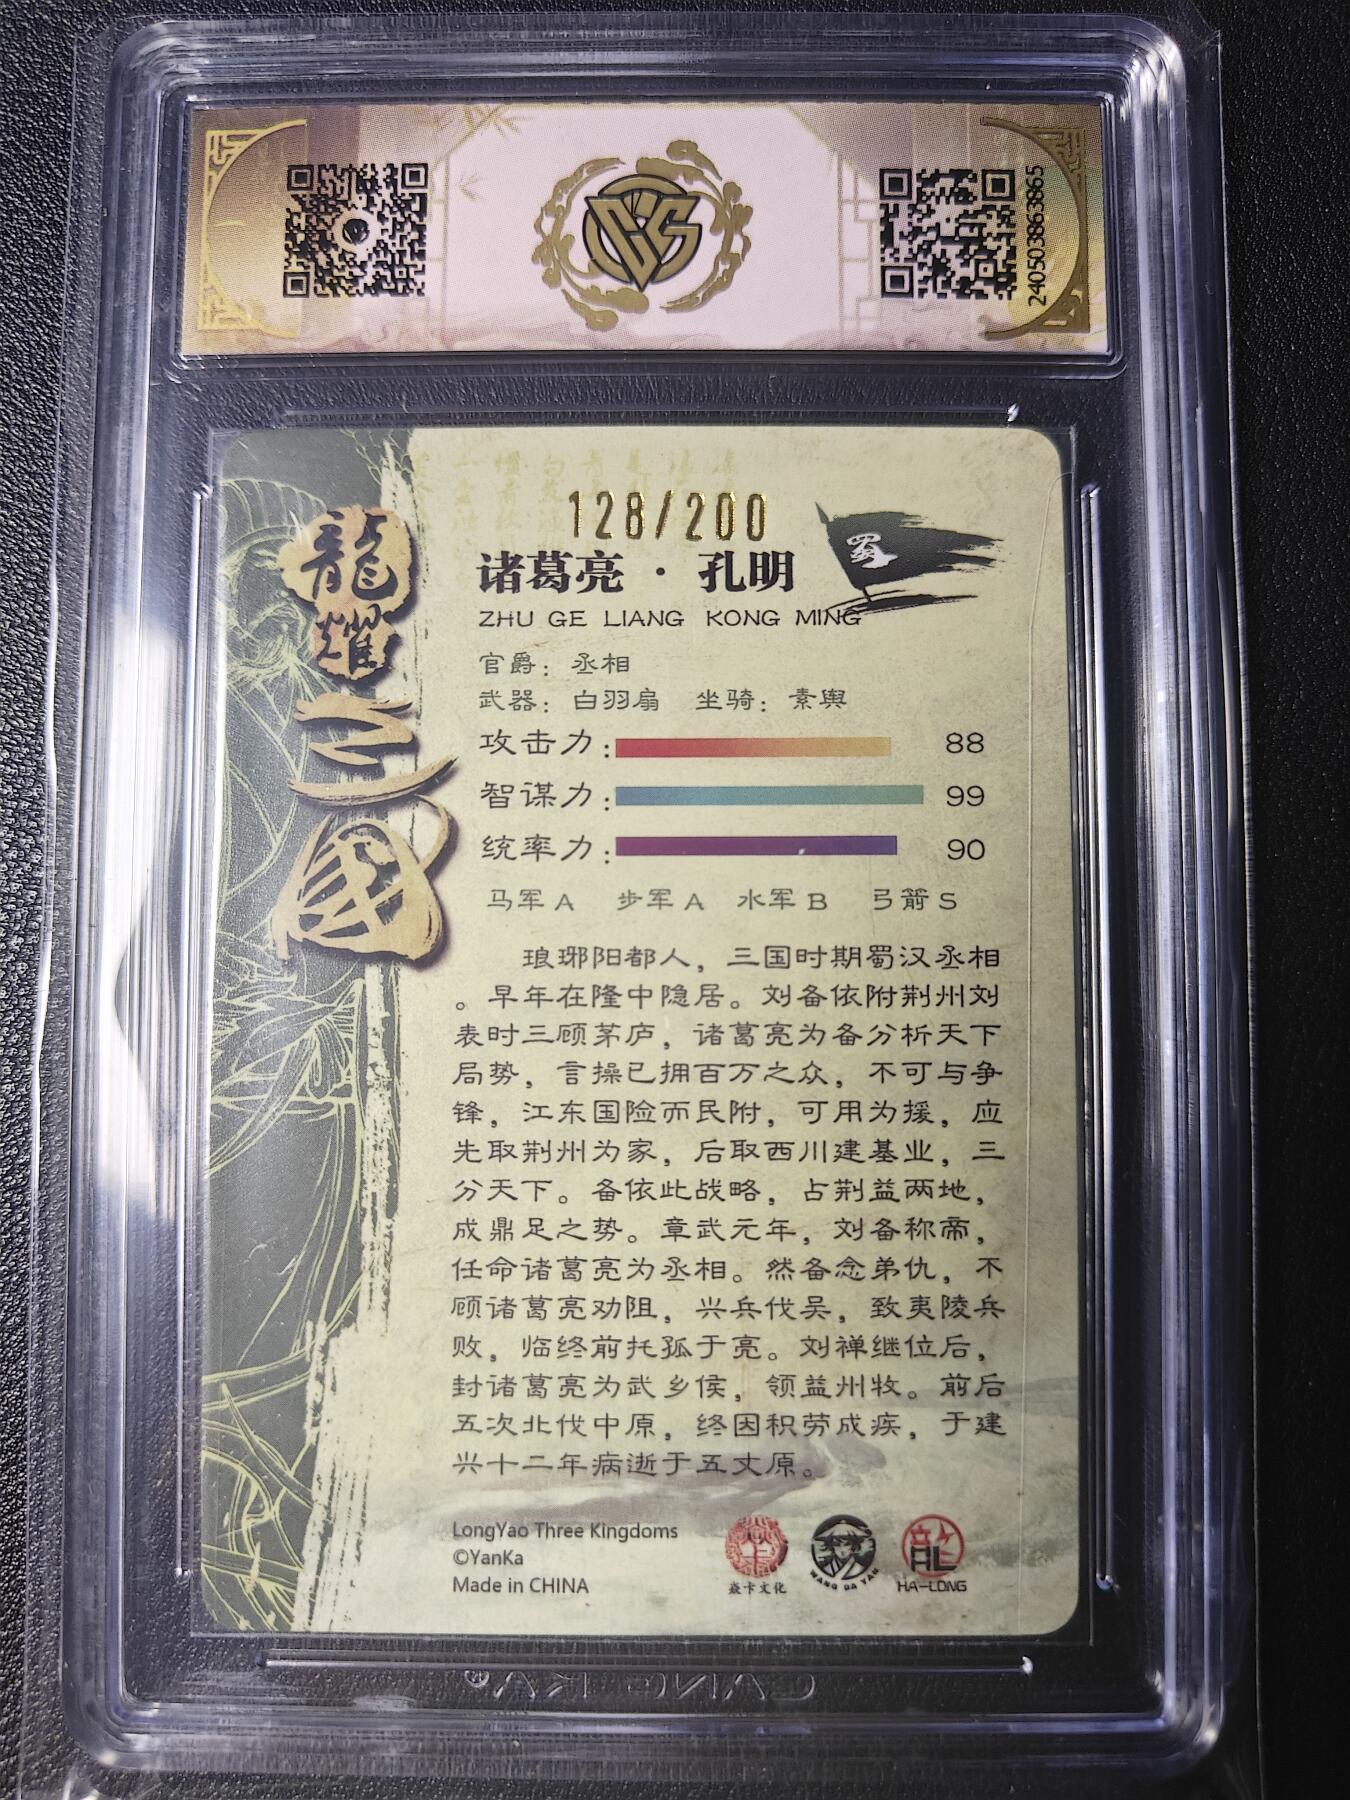 240503863865
龍耀三國
128/200
诸葛亮·孔明
蜀
ZHU GE LIANG KONG MING
官爵：丞相
武器：白羽扇 坐骑：素舆
攻击力： 88
智谋力： 99
统率力： 90
马军A 步军A 水军B 弓箭S
琅琊阳都人，三国时期蜀汉丞相
。早年在隆中隐居。刘备依附荆州刘
表时三顾茅庐，诸葛亮为备分析天下
局势，言操已拥百万之众，不可与争
锋，江东国险而民附，可用为援，应
先取荆州为家，后取西川建基业，三
分天下。备依此战略，占荆益两地，
成鼎足之势。章武元年，刘备称帝，
任命诸葛亮为丞相。然备念弟仇，不
顾诸葛亮劝阻，兴兵伐吴，致夷陵兵
败，临终前托孤于亮。刘禅继位后，
封诸葛亮为武乡侯，领益州牧。前后
五次北伐中原，终因积劳成疾，于建
兴十二年病逝于五丈原。
LongYao Three Kingdoms
©YanKa
Made in CHINA
焱卡文化
WANG DA YAN
HA-LONG